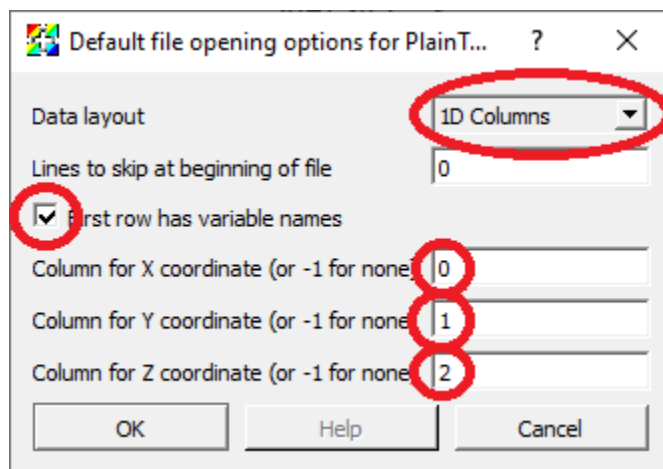 Default file opening options for PlainT... ?
Data layout 1D Columns
Lines to skip at beginning of file 0
First row has variable names
Column for X coordinate (or -1 for none) 0
Column for Y coordinate (or -1 for none 1
Column for Z coordinate (or -1 for none 2
OK Help Cancel